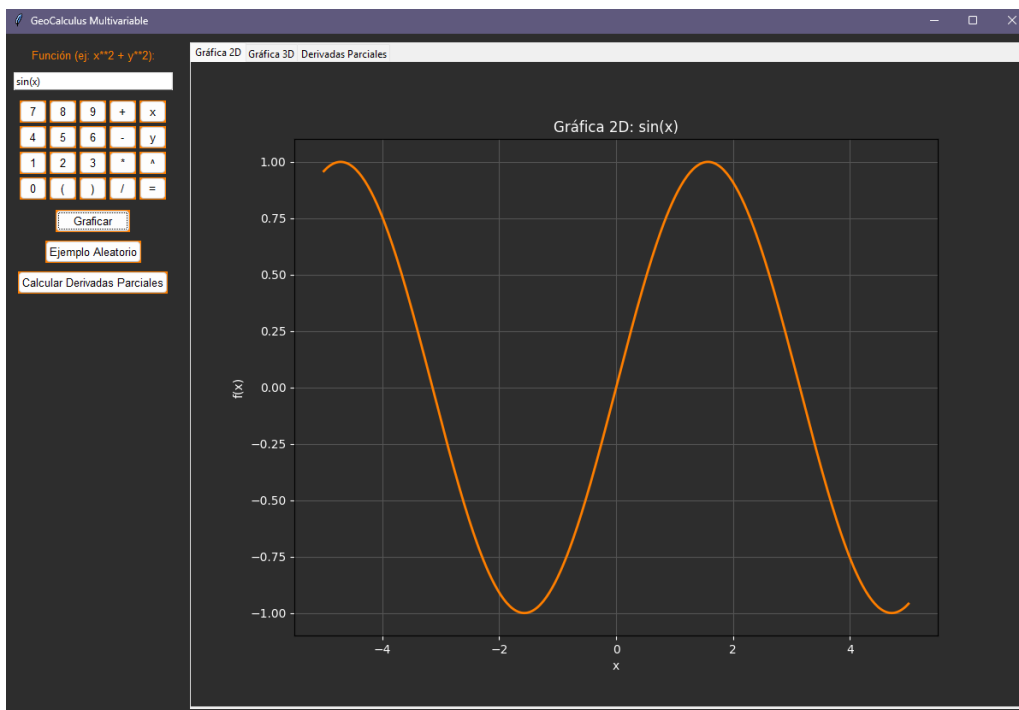 GeoCalculus Multivariable
Función (ej: x**2 + y**2):
sin(x)
7 8 9 + x
4 5 6 - y
1 2 3 * ^
0 ( ) / =
Graficar
Ejemplo Aleatorio
Calcular Derivadas Parciales
Gráfica 2D Gráfica 3D Derivadas Parciales
Gráfica 2D: sin(x)
1.00
0.75
0.50
0.25
0.00
−0.25
−0.50
−0.75
−1.00
f(x)
−4 −2 0 2 4
x